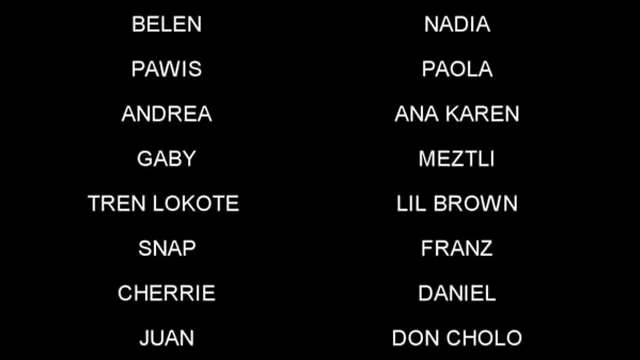 BELEN NADIA
PAWIS PAOLA
ANDREA ANA KAREN
GABY MEZTLI
TREN LOKOTE LIL BROWN
SNAP FRANZ
CHERRIE DANIEL
JUAN DON CHOLO